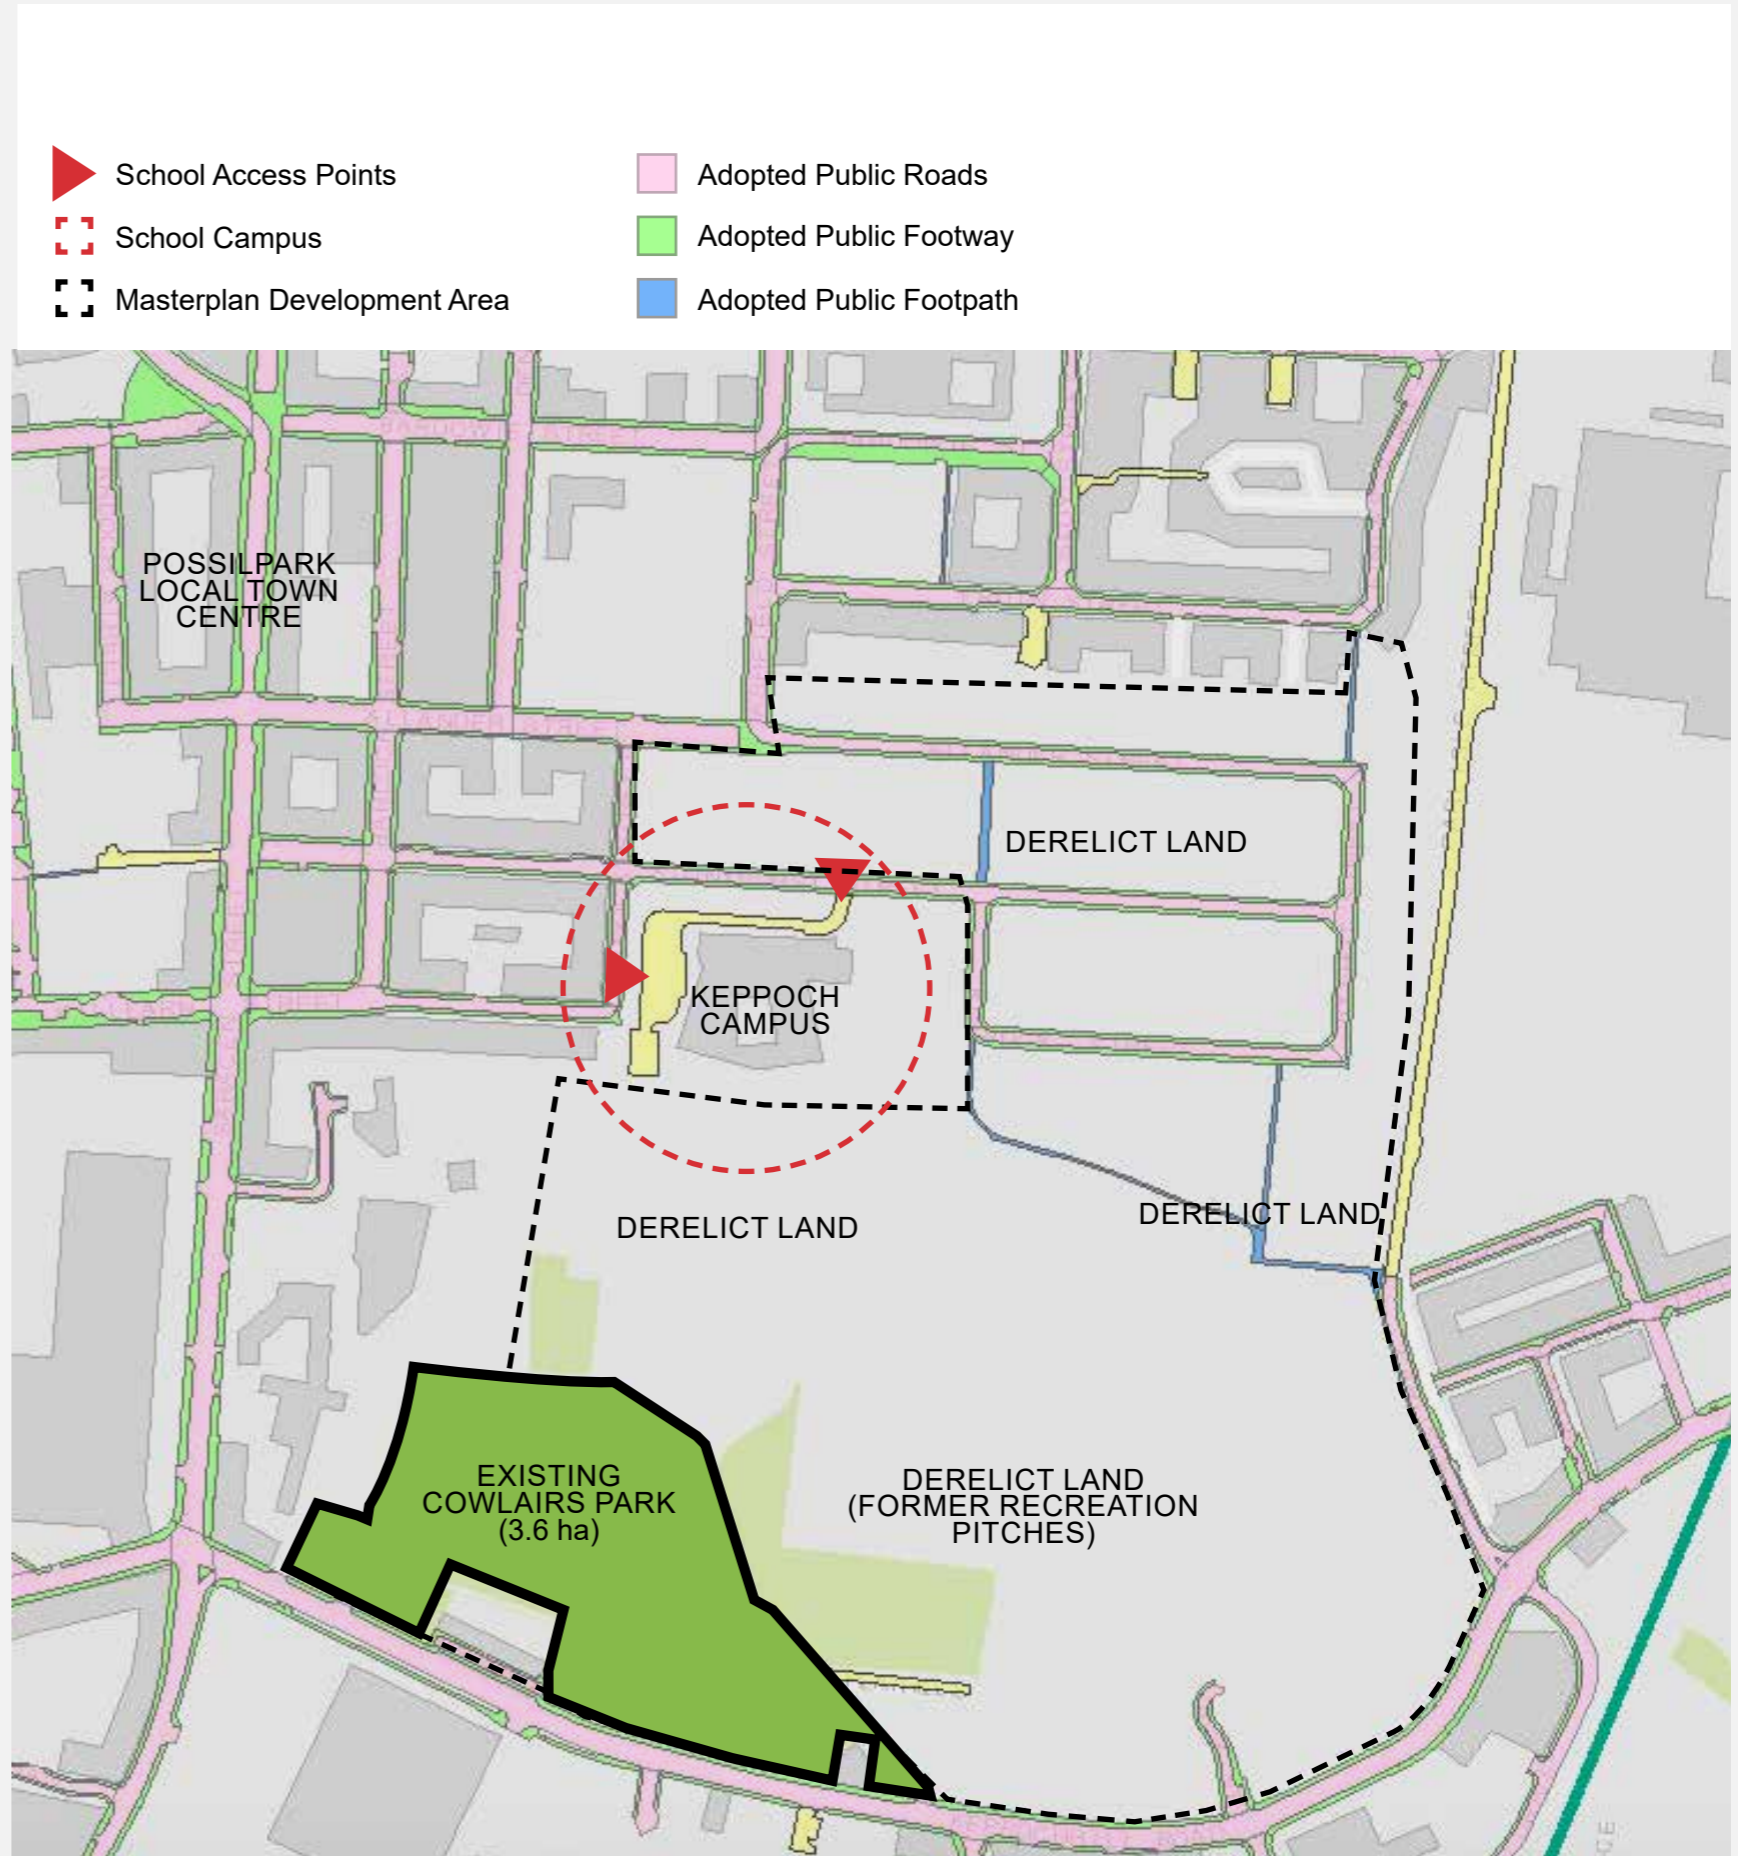 School Access Points
School Campus
Masterplan Development Area
Adopted Public Roads
Adopted Public Footway
Adopted Public Footpath
POSSILPARK
LOCAL TOWN
CENTRE
ALLANDER STREET
DERELICT LAND
KEPPOCH
CAMPUS
DERELICT LAND
DERELICT LAND
EXISTING
COWLAIRS PARK
(3.6 ha)
DERELICT LAND
(FORMER RECREATION
PITCHES)